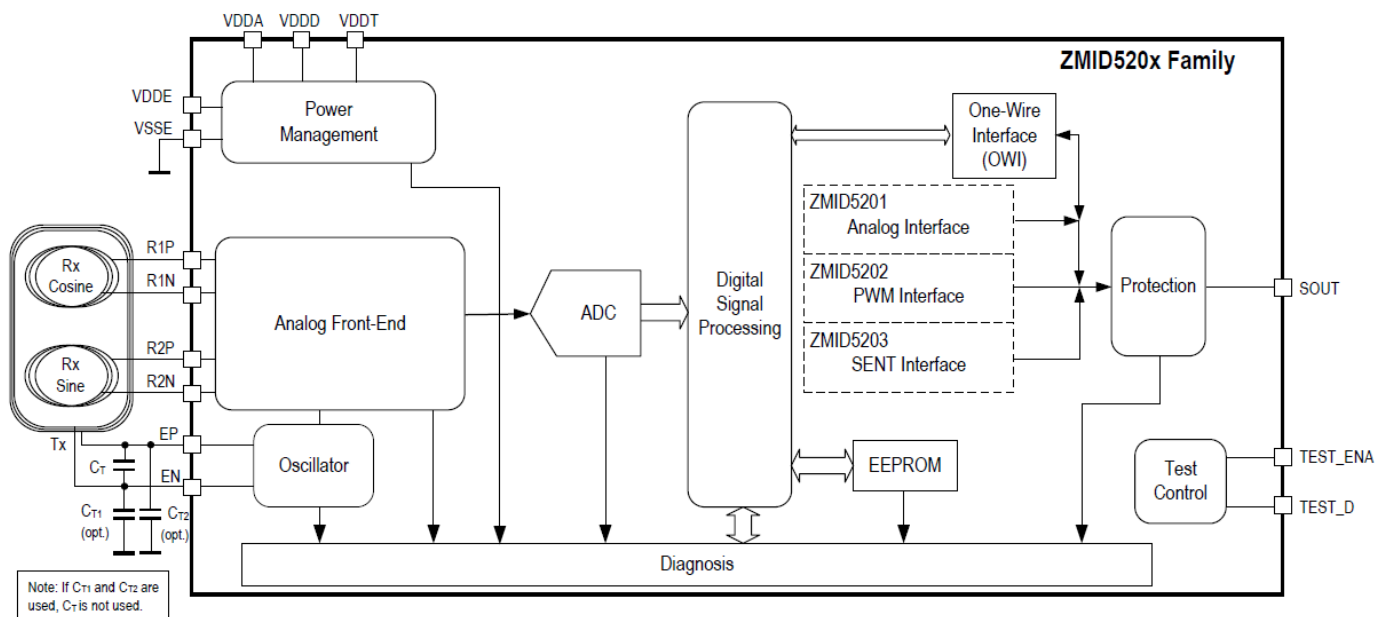 VDDA VDDD VDDT
ZMID520x Family
VDDE
VSSE
Power
Management
One-Wire
Interface
(OWI)
ZMID5201
Analog Interface
ZMID5202
PWM Interface
ZMID5203
SENT Interface
Rx
Cosine
Rx
Sine
R1P
R1N
R2P
R2N
Analog Front-End
ADC
Digital
Signal
Processing
Protection
SOUT
Tx
EP
EN
CT
CT1
(opt.)
CT2
(opt.)
Oscillator
EEPROM
Test
Control
TEST_ENA
TEST_D
Diagnosis
Note: If CT1 and CT2 are
used, CT is not used.